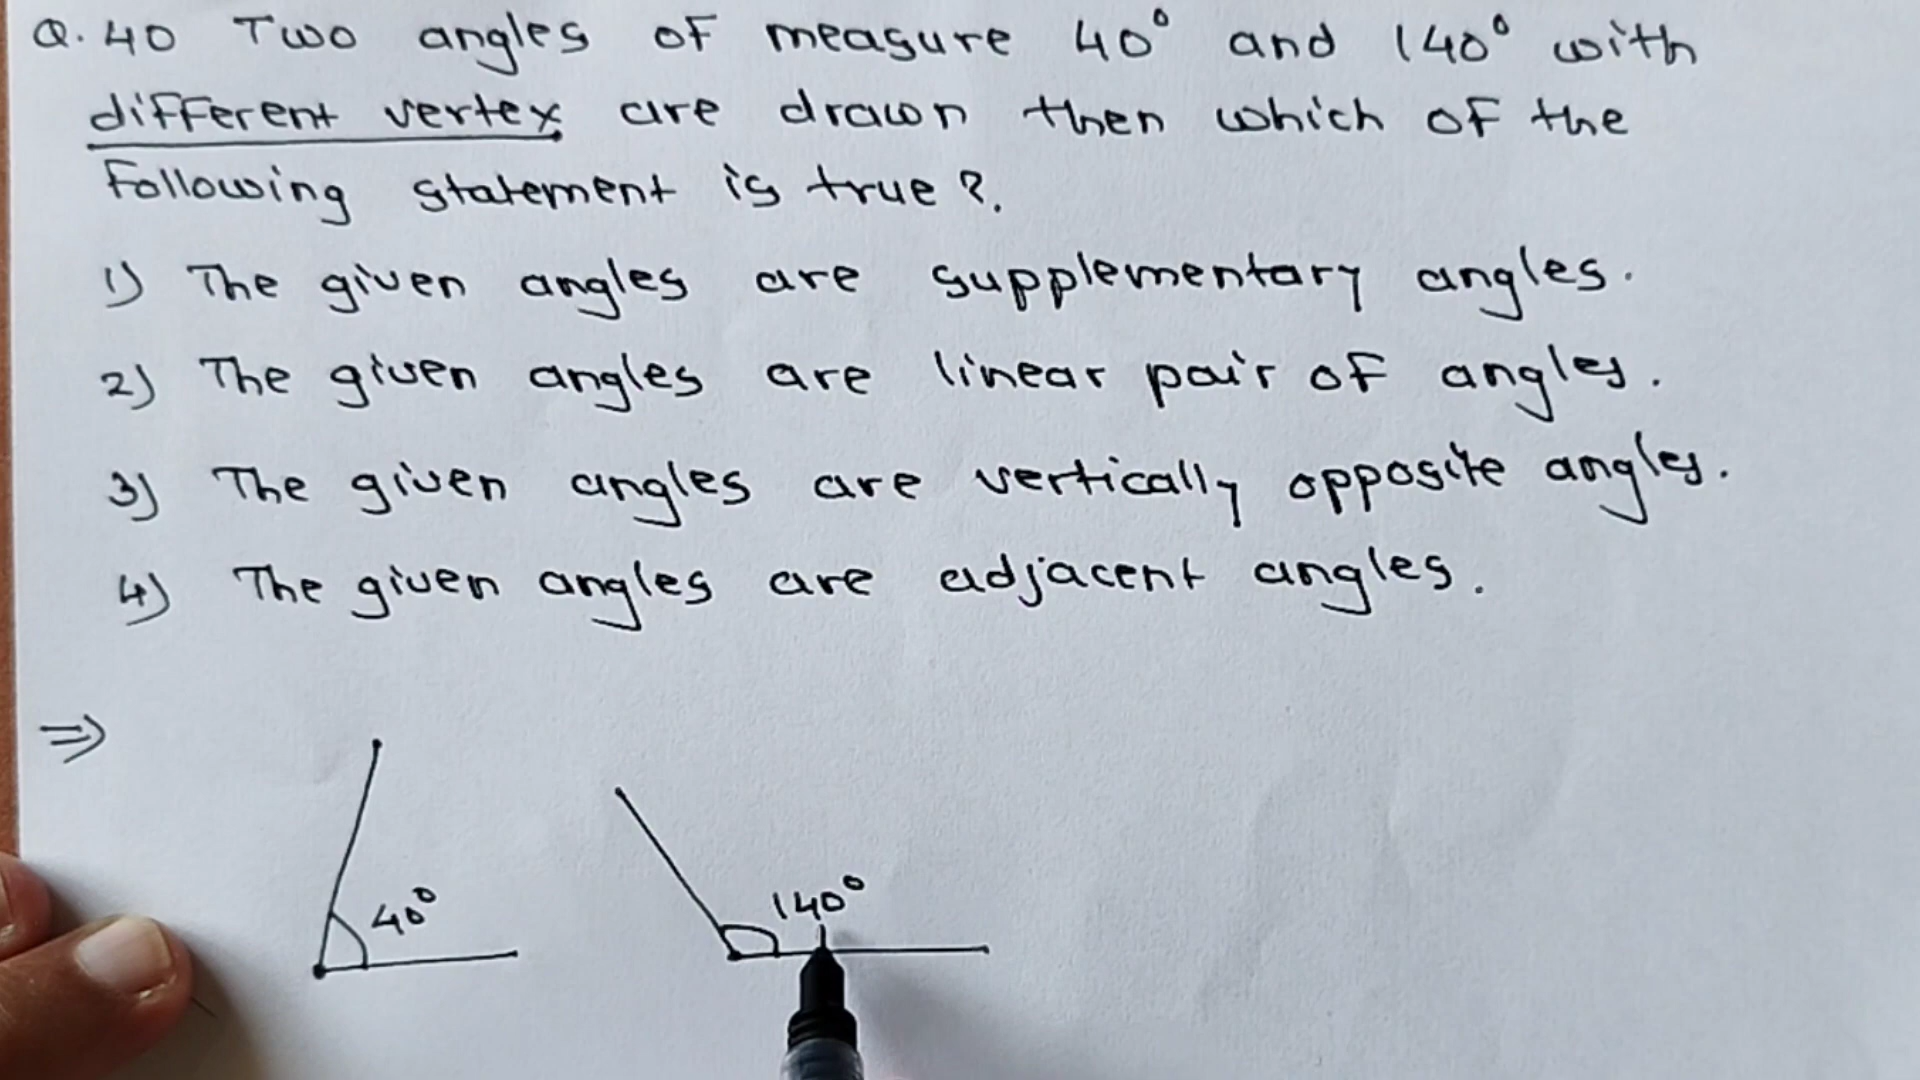 Q. 40 Two angles of measure 40° and 140° with
different vertex are drawn then which of the
following statement is true?.
1) The given angles are supplementary angles.
2) The given angles are linear pair of angles.
3) The given angles are vertically opposite angles.
4) The given angles are adjacent angles.
⇒
40° 140°